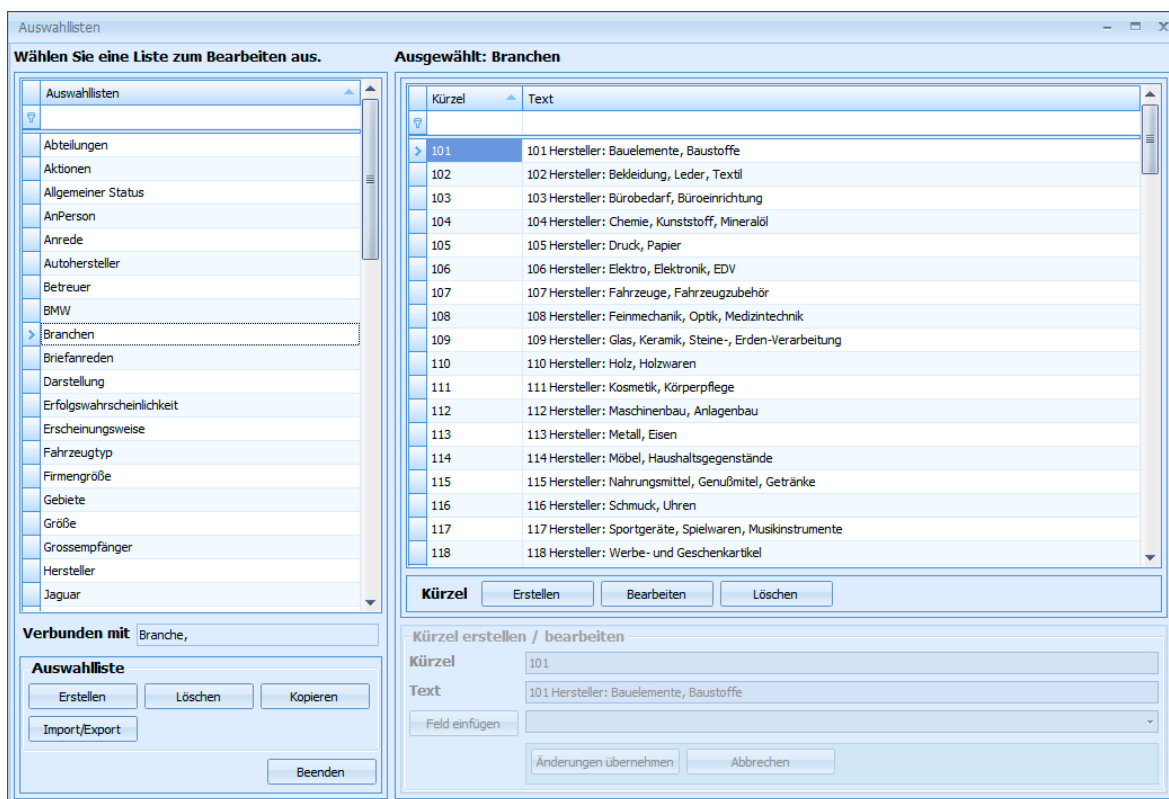 Auswahllisten
Wählen Sie eine Liste zum Bearbeiten aus.
Auswahllisten
Abteilungen
Aktionen
Allgemeiner Status
AnPerson
Anrede
Autohersteller
Betreuer
BMW
Branchen
Briefanreden
Darstellung
Erfolgswahrscheinlichkeit
Erscheinungsweise
Fahrzeugtyp
Firmengröße
Gebiete
Größe
Grossempfänger
Hersteller
Jaguar
Verbunden mit Branche,
Auswahlliste
Erstellen Löschen Kopieren
Import/Export
Beenden
Ausgewählt: Branchen
Kürzel Text
101 101 Hersteller: Bauelemente, Baustoffe
102 102 Hersteller: Bekleidung, Leder, Textil
103 103 Hersteller: Bürobedarf, Büroeinrichtung
104 104 Hersteller: Chemie, Kunststoff, Mineralöl
105 105 Hersteller: Druck, Papier
106 106 Hersteller: Elektro, Elektronik, EDV
107 107 Hersteller: Fahrzeuge, Fahrzeugzubehör
108 108 Hersteller: Feinmechanik, Optik, Medizintechnik
109 109 Hersteller: Glas, Keramik, Steine-, Erden-Verarbeitung
110 110 Hersteller: Holz, Holzwaren
111 111 Hersteller: Kosmetik, Körperpflege
112 112 Hersteller: Maschinenbau, Anlagenbau
113 113 Hersteller: Metall, Eisen
114 114 Hersteller: Möbel, Haushaltsgegenstände
115 115 Hersteller: Nahrungsmittel, Genußmitel, Getränke
116 116 Hersteller: Schmuck, Uhren
117 117 Hersteller: Sportgeräte, Spielwaren, Musikinstrumente
118 118 Hersteller: Werbe- und Geschenkartikel
Kürzel Erstellen Bearbeiten Löschen
Kürzel erstellen / bearbeiten
Kürzel 101
Text 101 Hersteller: Bauelemente, Baustoffe
Feld einfügen
Änderungen übernehmen Abbrechen